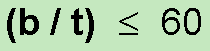 (b / t) ≤ 60